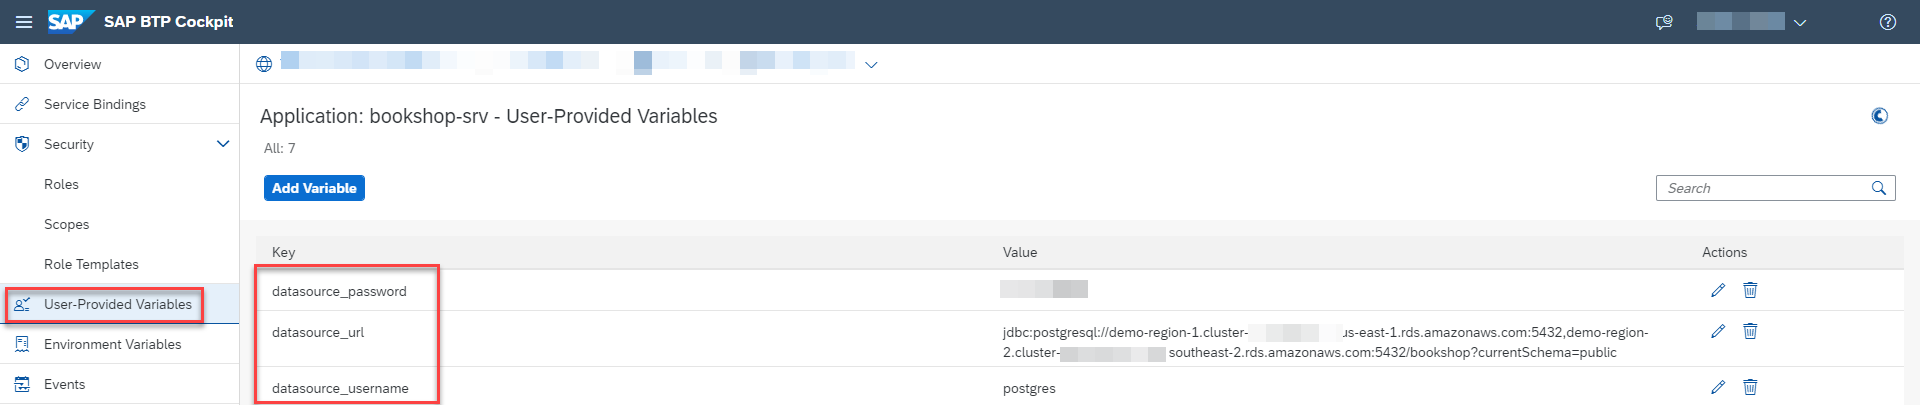 SAP SAP BTP Cockpit
Overview
Service Bindings
Security
Roles
Scopes
Role Templates
User-Provided Variables
Environment Variables
Events
Application: bookshop-srv - User-Provided Variables
All: 7
Add Variable
Search
Key Value Actions
datasource_password
datasource_url
jdbc:postgresql://demo-region-1.cluster- us-east-1.rds.amazonaws.com:5432,demo-region-
2.cluster- southeast-2.rds.amazonaws.com:5432/bookshop?currentSchema=public
datasource_username postgres